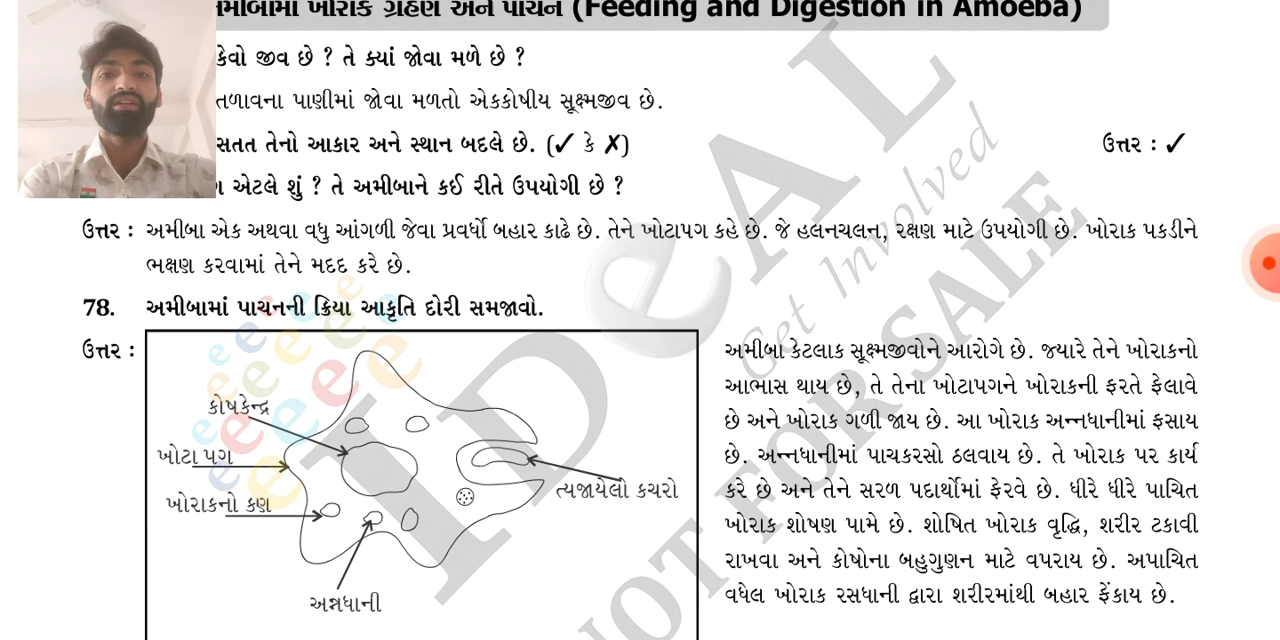 અમીબામાં ખોરાક ગ્રહણ અને પાચન (Feeding and Digestion in Amoeba)
કેવો જીવ છે ? તે ક્યાં જોવા મળે છે ?
તળાવના પાણીમાં જોવા મળતો એકકોષીય સૂક્ષ્મજીવ છે.
સતત તેનો આકાર અને સ્થાન બદલે છે. (✓ કે ✗) ઉત્તર : ✓
એટલે શું ? તે અમીબાને કઈ રીતે ઉપયોગી છે ?
ઉત્તર : અમીબા એક અથવા વધુ આંગળી જેવા પ્રવર્ધો બહાર કાઢે છે. તેને ખોટાપગ કહે છે. જે હલનચલન, રક્ષણ માટે ઉપયોગી છે. ખોરાક પકડીને
ભક્ષણ કરવામાં તેને મદદ કરે છે.
78. અમીબામાં પાચનની ક્રિયા આકૃતિ દોરી સમજાવો.
ઉત્તર :
કોષકેન્દ્ર
ખોટા પગ
ખોરાકનો કણ
અન્નધાની
ત્યજાયેલો કચરો
અમીબા કેટલાક સૂક્ષ્મજીવોને આરોગે છે. જ્યારે તેને ખોરાકનો
આભાસ થાય છે, તે તેના ખોટાપગને ખોરાકની ફરતે ફેલાવે
છે અને ખોરાક ગળી જાય છે. આ ખોરાક અન્નધાનીમાં ફસાય
છે. અન્નધાનીમાં પાચકરસો ઠલવાય છે. તે ખોરાક પર કાર્ય
કરે છે અને તેને સરળ પદાર્થોમાં ફેરવે છે. ધીરે ધીરે પાચિત
ખોરાક શોષણ પામે છે. શોષિત ખોરાક વૃદ્ધિ, શરીર ટકાવી
રાખવા અને કોષોના બહુગુણન માટે વપરાય છે. અપાચિત
વધેલ ખોરાક રસધાની દ્વારા શરીરમાંથી બહાર ફેંકાય છે.
IDeAL
Get Involved
NOT FOR SALE